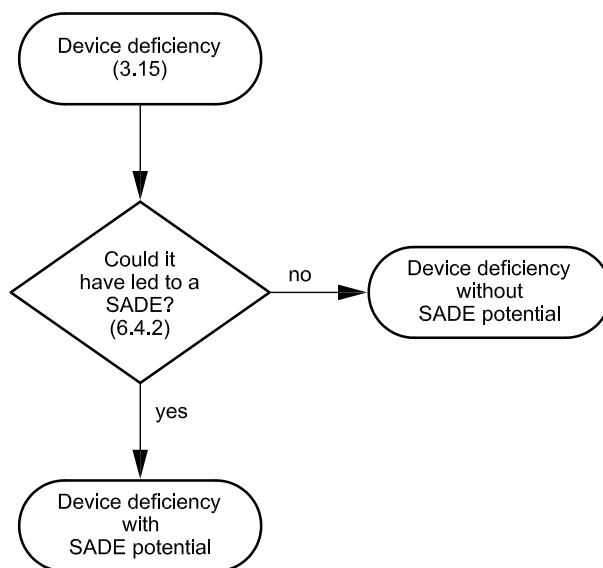 Device deficiency
(3.15)
Could it
have led to a
SADE?
(6.4.2)
no
Device deficiency
without
SADE potential
yes
Device deficiency
with
SADE potential